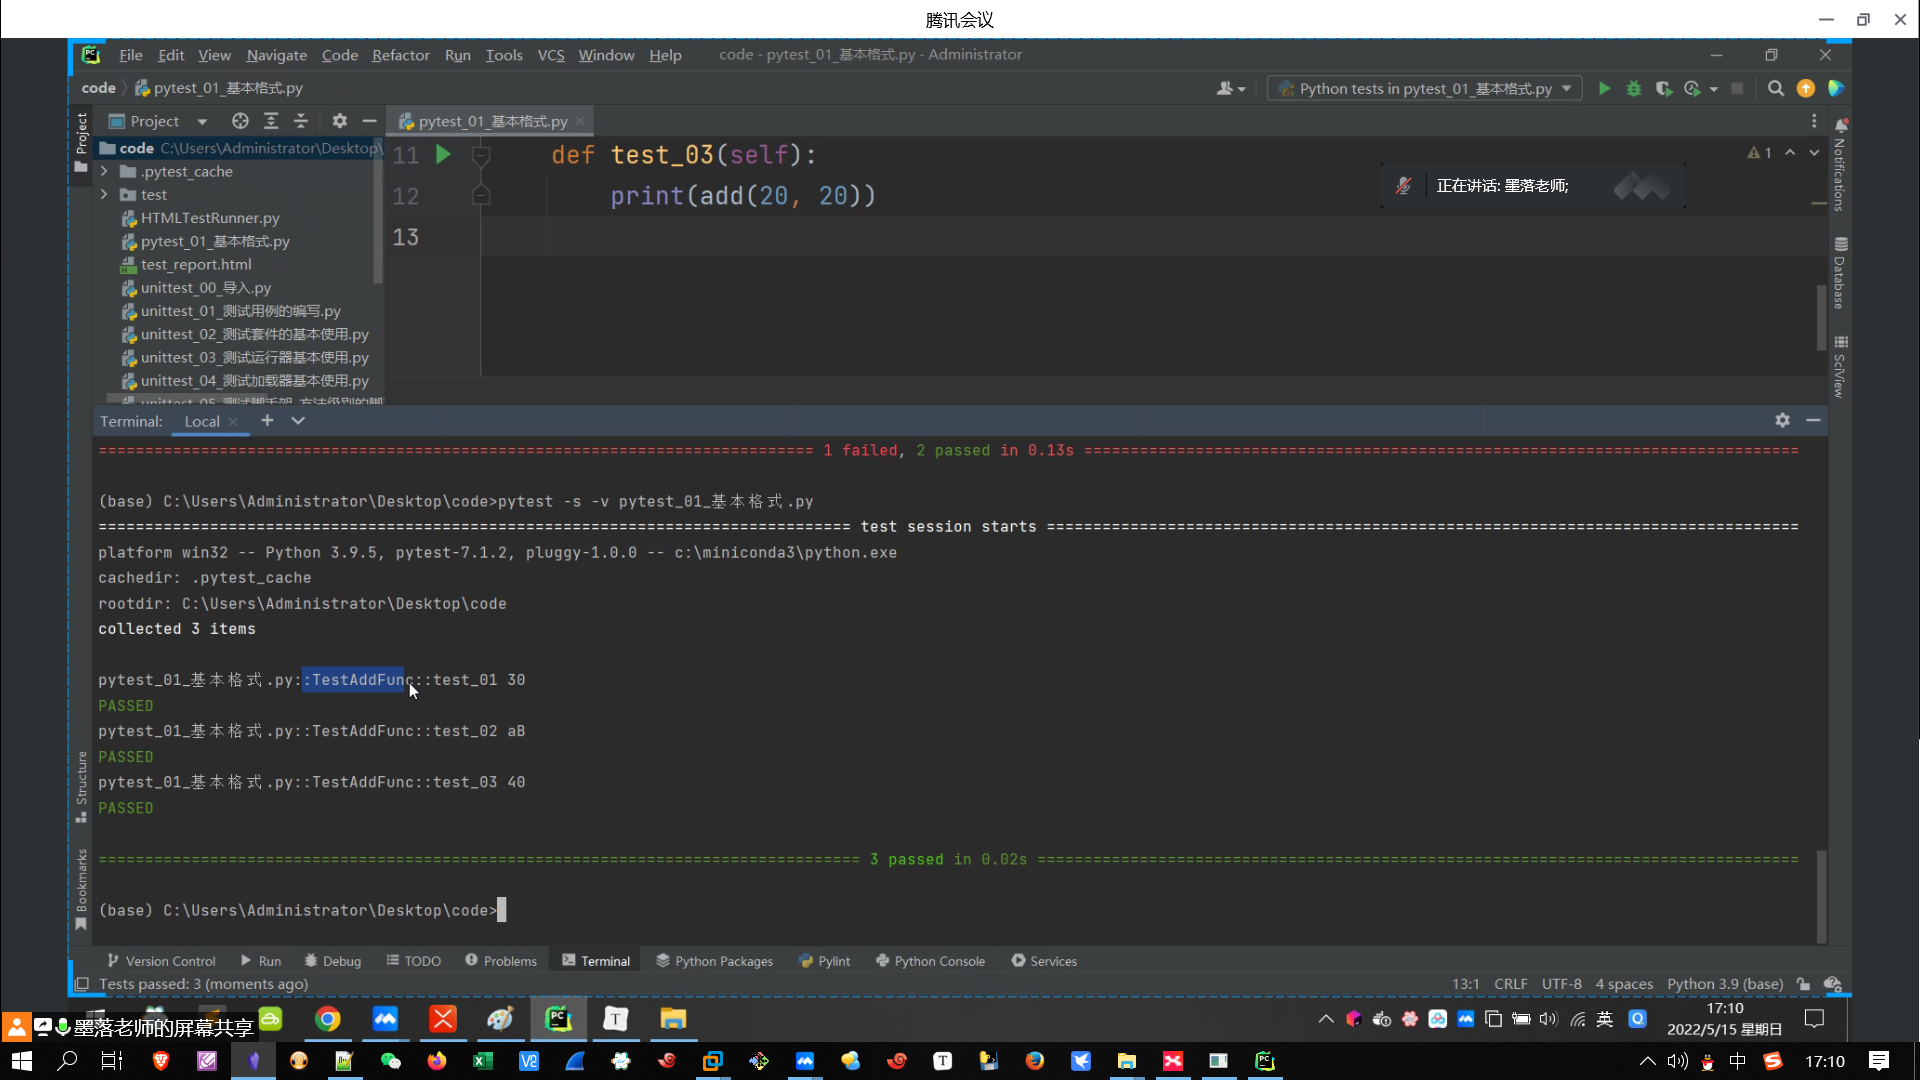 腾讯会议
File Edit View Navigate Code Refactor Run Tools VCS Window Help code - pytest_01_基本格式.py - Administrator
code pytest_01_基本格式.py
Python tests in pytest_01_基本格式.py
Project
Project
pytest_01_基本格式.py
code C:\Users\Administrator\Desktop\
.pytest_cache
test
HTMLTestRunner.py
pytest_01_基本格式.py
test_report.html
unittest_00_导入.py
unittest_01_测试用例的编写.py
unittest_02_测试套件的基本使用.py
unittest_03_测试运行器基本使用.py
unittest_04_测试加载器基本使用.py
11 def test_03(self):
12 print(add(20, 20))
13
1
正在讲话: 墨落老师;
Notifications
Database
SciView
Terminal: Local
============ 1 failed, 2 passed in 0.13s ============
(base) C:\Users\Administrator\Desktop\code>pytest -s -v pytest_01_基本格式.py
============ test session starts ============
platform win32 -- Python 3.9.5, pytest-7.1.2, pluggy-1.0.0 -- c:\miniconda3\python.exe
cachedir: .pytest_cache
rootdir: C:\Users\Administrator\Desktop\code
collected 3 items
pytest_01_基本格式.py::TestAddFunc::test_01 30
PASSED
pytest_01_基本格式.py::TestAddFunc::test_02 aB
PASSED
pytest_01_基本格式.py::TestAddFunc::test_03 40
PASSED
============ 3 passed in 0.02s ============
(base) C:\Users\Administrator\Desktop\code>
Structure
Bookmarks
Version Control Run Debug TODO Problems Terminal Python Packages Pylint Python Console Services
Tests passed: 3 (moments ago)
13:1 CRLF UTF-8 4 spaces Python 3.9 (base)
墨落老师的屏幕共享
英
17:10
2022/5/15 星期日
中
17:10